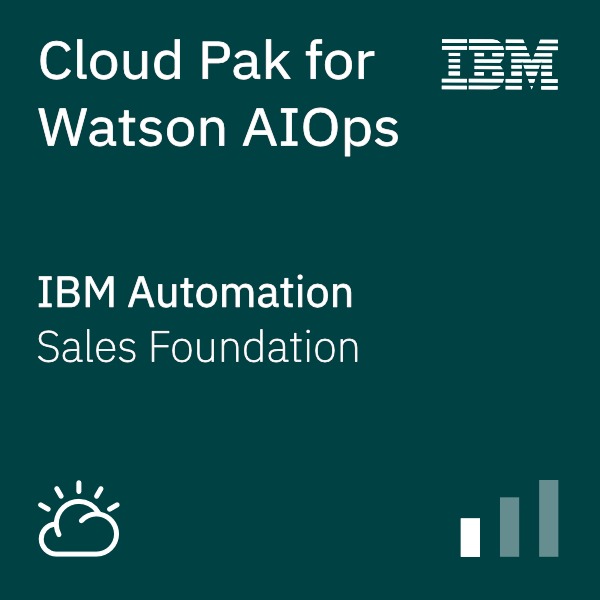 Cloud Pak for
Watson AIOps
IBM
IBM Automation
Sales Foundation